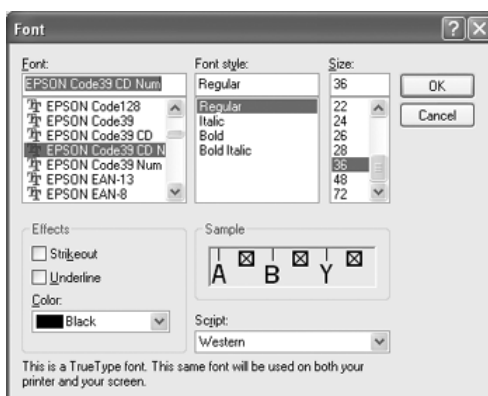 Font
Font: Font style: Size:
EPSON Code39 CD Num Regular 36 OK
EPSON Code128 Regular 22 Cancel
EPSON Code39 Italic 24
EPSON Code39 CD Bold 26
EPSON Code39 CD N Bold Italic 28
EPSON Code39 Num 36
EPSON EAN-13 48
EPSON EAN-8 72
Effects Sample
Strikeout
Underline
A B Y
Color:
Black
Script:
Western
This is a TrueType font. This same font will be used on both your
printer and your screen.